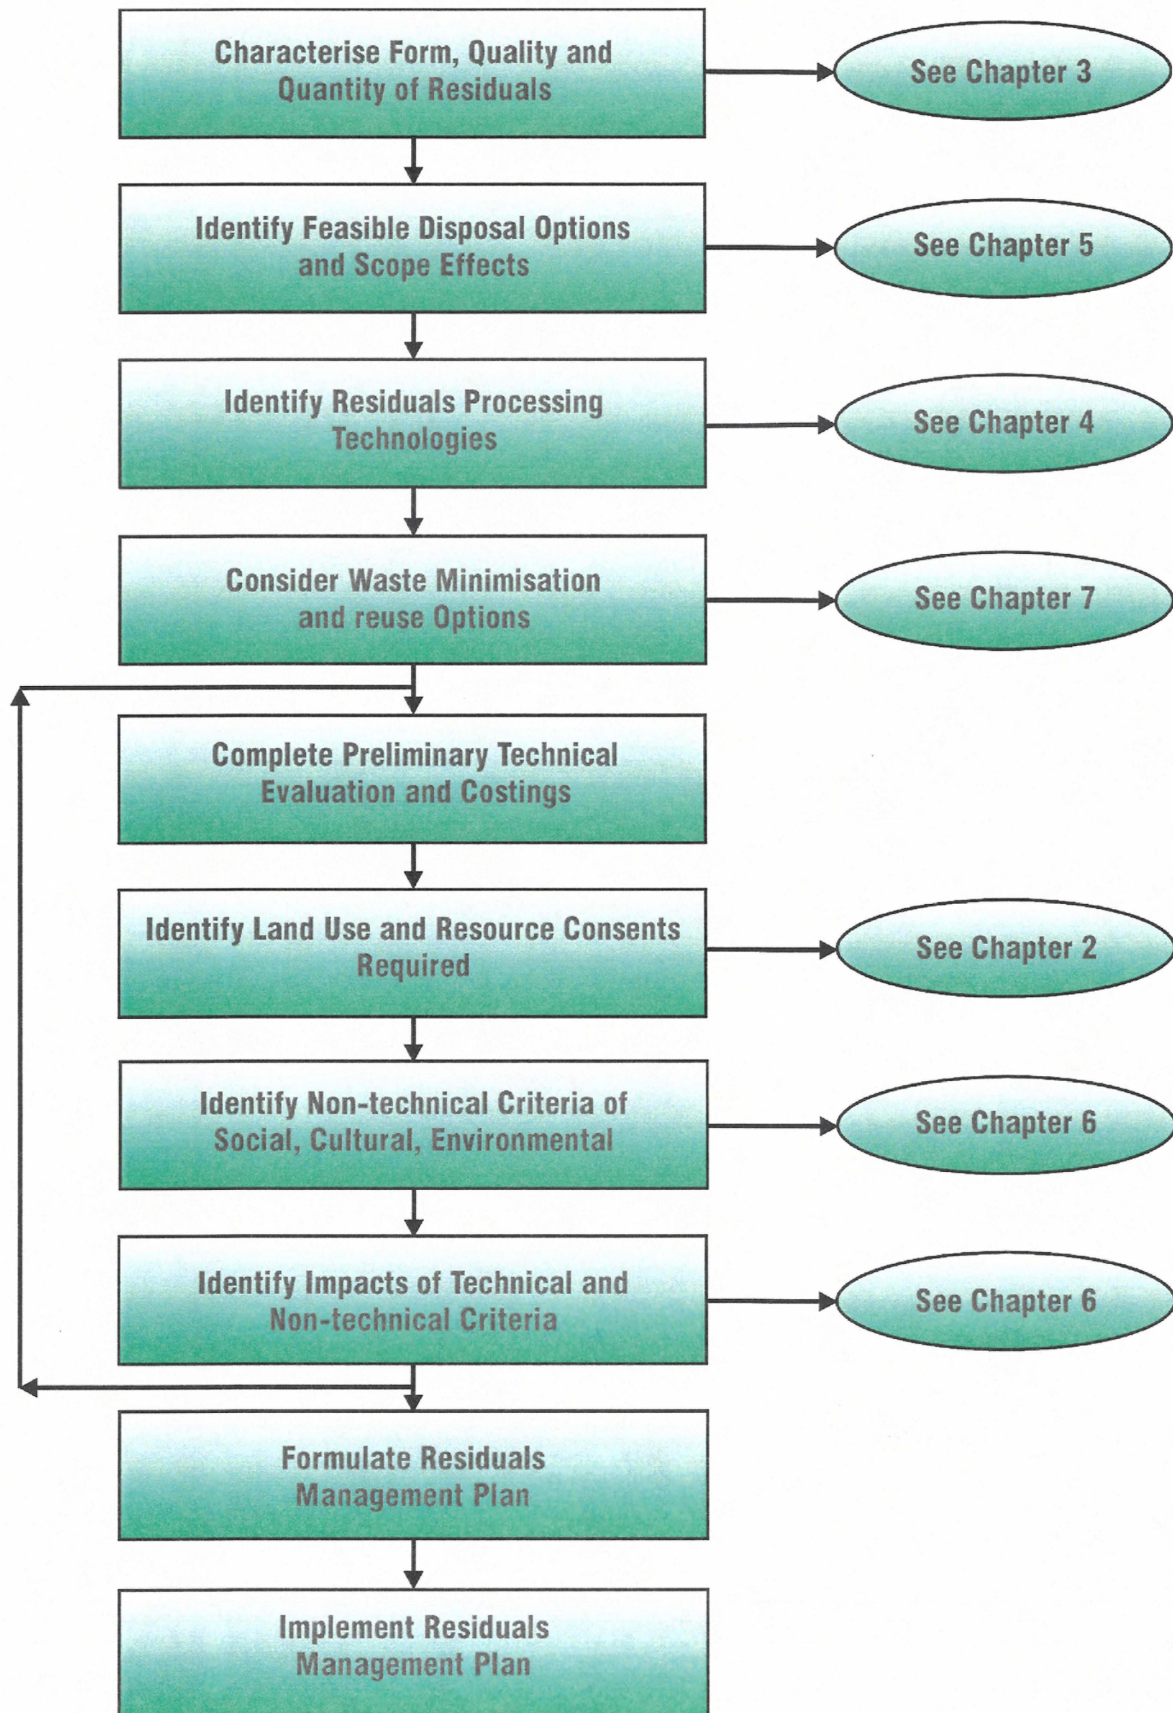 Characterise Form, Quality and
Quantity of Residuals
See Chapter 3
Identify Feasible Disposal Options
and Scope Effects
See Chapter 5
Identify Residuals Processing
Technologies
See Chapter 4
Consider Waste Minimisation
and reuse Options
See Chapter 7
Complete Preliminary Technical
Evaluation and Costings
Identify Land Use and Resource Consents
Required
See Chapter 2
Identify Non-technical Criteria of
Social, Cultural, Environmental
See Chapter 6
Identify Impacts of Technical and
Non-technical Criteria
See Chapter 6
Formulate Residuals
Management Plan
Implement Residuals
Management Plan